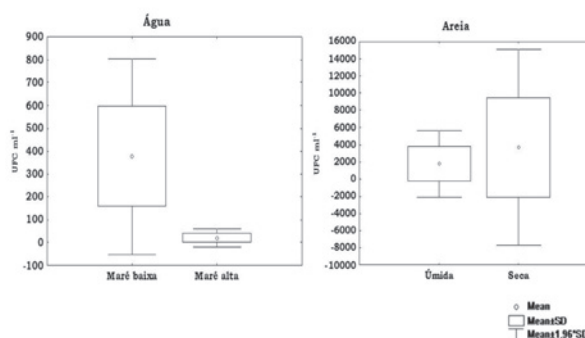 Água
900
800
700
600
500
400
300
200
100
0
-100
UFC ml⁻¹
Maré baixa Maré alta
Areia
16000
14000
12000
10000
8000
6000
4000
2000
0
-2000
-4000
-6000
-8000
-10000
UFC ml⁻¹
Úmida Seca
Mean
Mean±SD
Mean±1,96*SD